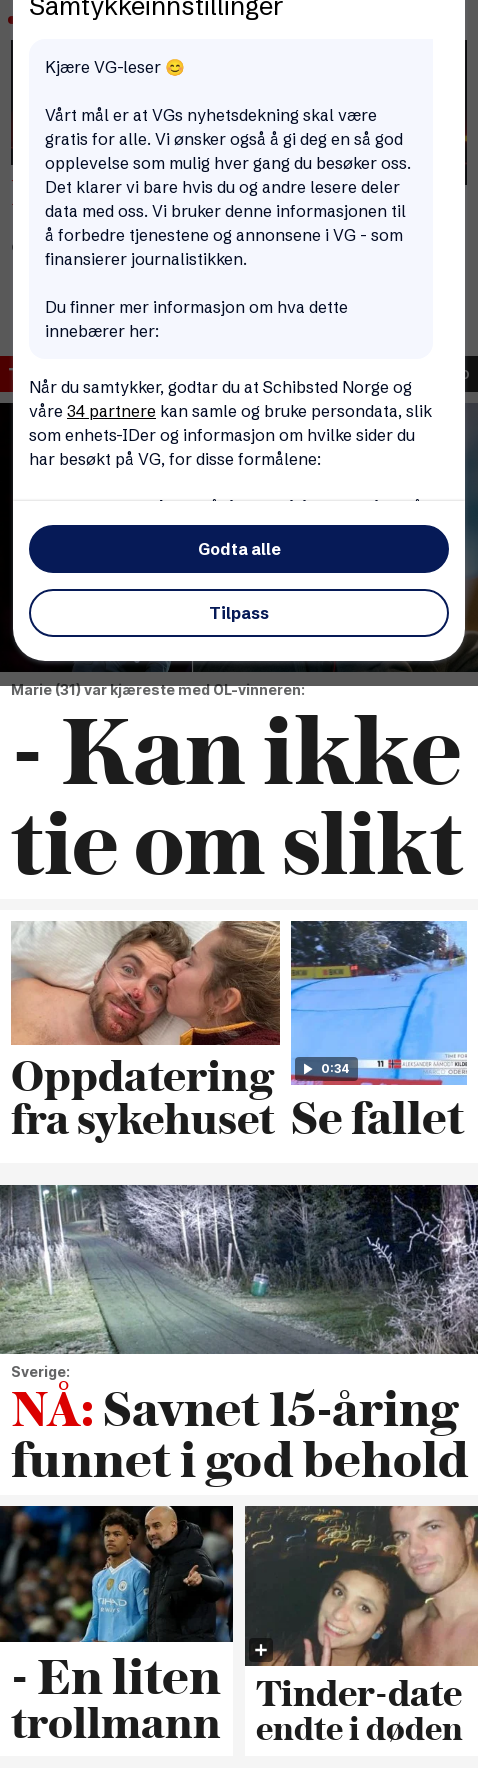 Samtykkeinnstillinger
Kjære VG-leser 😊
Vårt mål er at VGs nyhetsdekning skal være
gratis for alle. Vi ønsker også å gi deg en så god
opplevelse som mulig hver gang du besøker oss.
Det klarer vi bare hvis du og andre lesere deler
data med oss. Vi bruker denne informasjonen til
å forbedre tjenestene og annonsene i VG - som
finansierer journalistikken.
Du finner mer informasjon om hva dette
innebærer her:
Når du samtykker, godtar du at Schibsted Norge og
våre 34 partnere kan samle og bruke persondata, slik
som enhets-IDer og informasjon om hvilke sider du
har besøkt på VG, for disse formålene:
Godta alle
Tilpass
Marie (31) var kjæreste med OL-vinneren:
- Kan ikke
tie om slikt
0:34
11 ALEKSANDER AAMODT KILDE
Oppdatering
fra sykehuset
Se fallet
Sverige:
NÅ: Savnet 15-åring
funnet i god behold
ETIHAD
AIRWAYS
- En liten
trollmann
Tinder-date
endte i døden